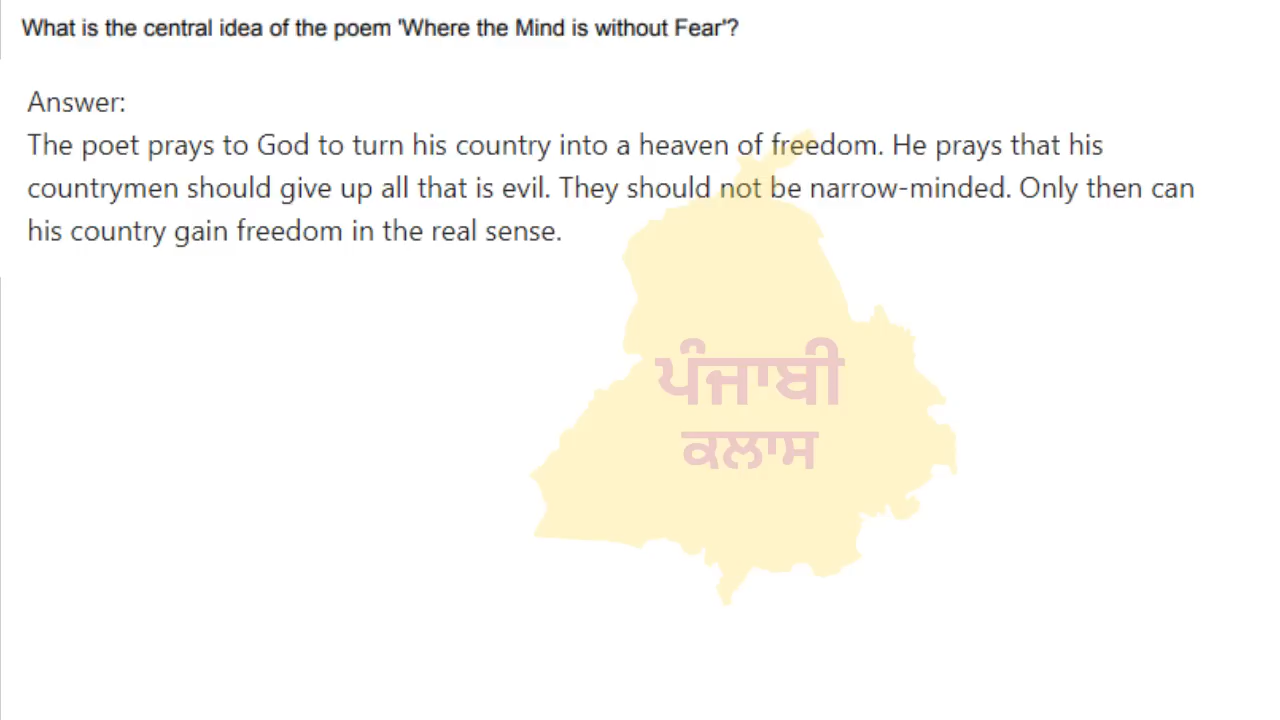 What is the central idea of the poem 'Where the Mind is without Fear'?
Answer:
The poet prays to God to turn his country into a heaven of freedom. He prays that his
countrymen should give up all that is evil. They should not be narrow-minded. Only then can
his country gain freedom in the real sense.
ਪੰਜਾਬੀ
ਕਲਾਸ